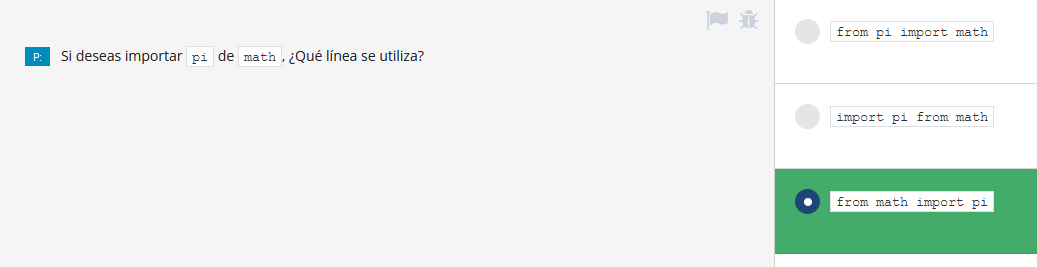 P: Si deseas importar pi de math, ¿Qué línea se utiliza?
from pi import math
import pi from math
from math import pi